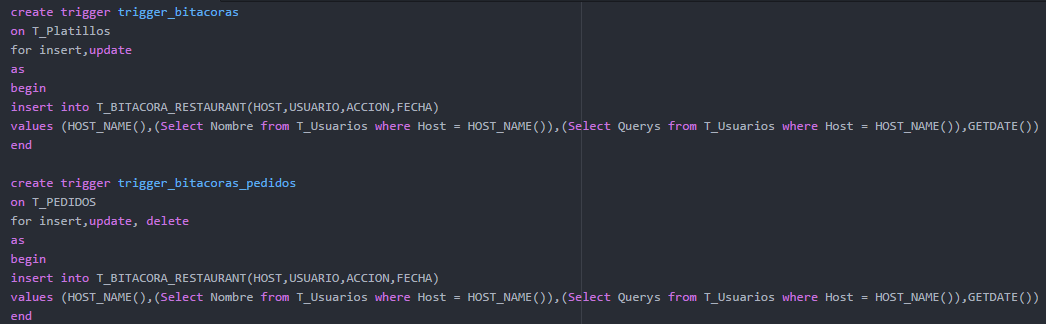 create trigger trigger_bitacoras
on T_Platillos
for insert,update
as
begin
insert into T_BITACORA_RESTAURANT(HOST,USUARIO,ACCION,FECHA)
values (HOST_NAME(),(Select Nombre from T_Usuarios where Host = HOST_NAME()),(Select Querys from T_Usuarios where Host = HOST_NAME()),GETDATE())
end

create trigger trigger_bitacoras_pedidos
on T_PEDIDOS
for insert,update, delete
as
begin
insert into T_BITACORA_RESTAURANT(HOST,USUARIO,ACCION,FECHA)
values (HOST_NAME(),(Select Nombre from T_Usuarios where Host = HOST_NAME()),(Select Querys from T_Usuarios where Host = HOST_NAME()),GETDATE())
end